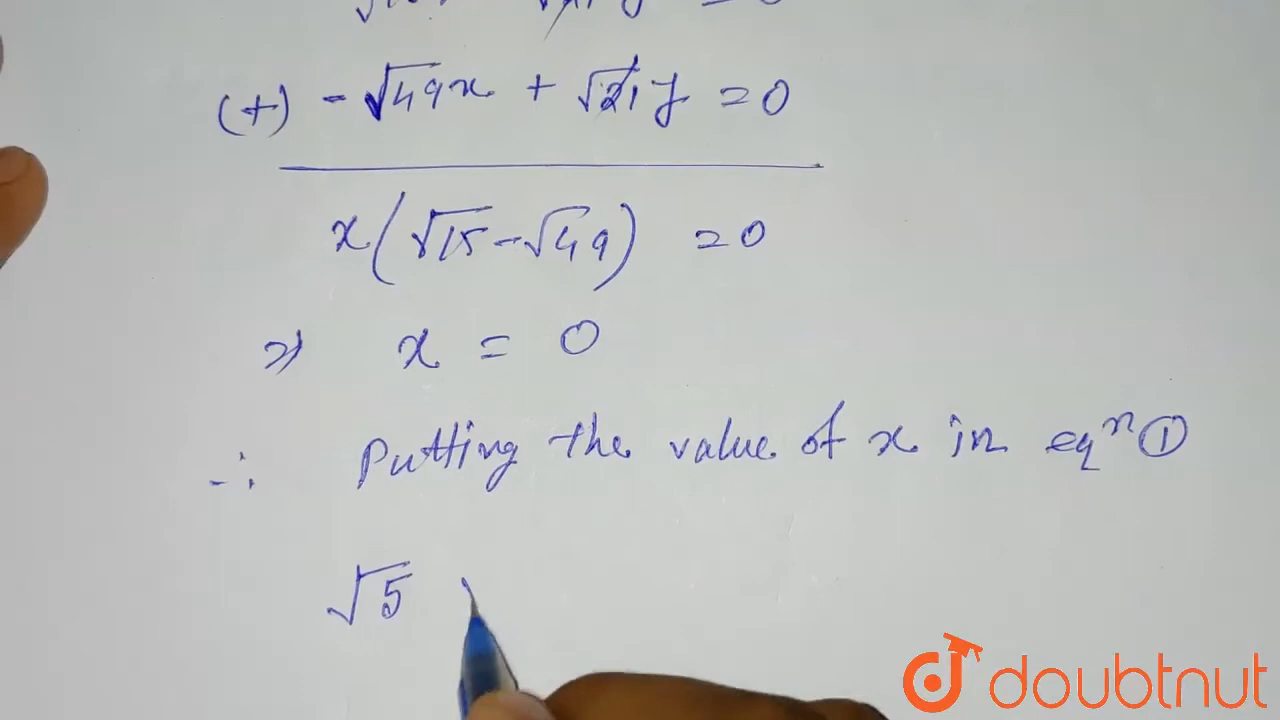 (+) -√49x + √21y = 0
x(√15-√49) = 0
⇒ x = 0
∴ Putting the value of x in eqⁿ ①
√5
doubtnut